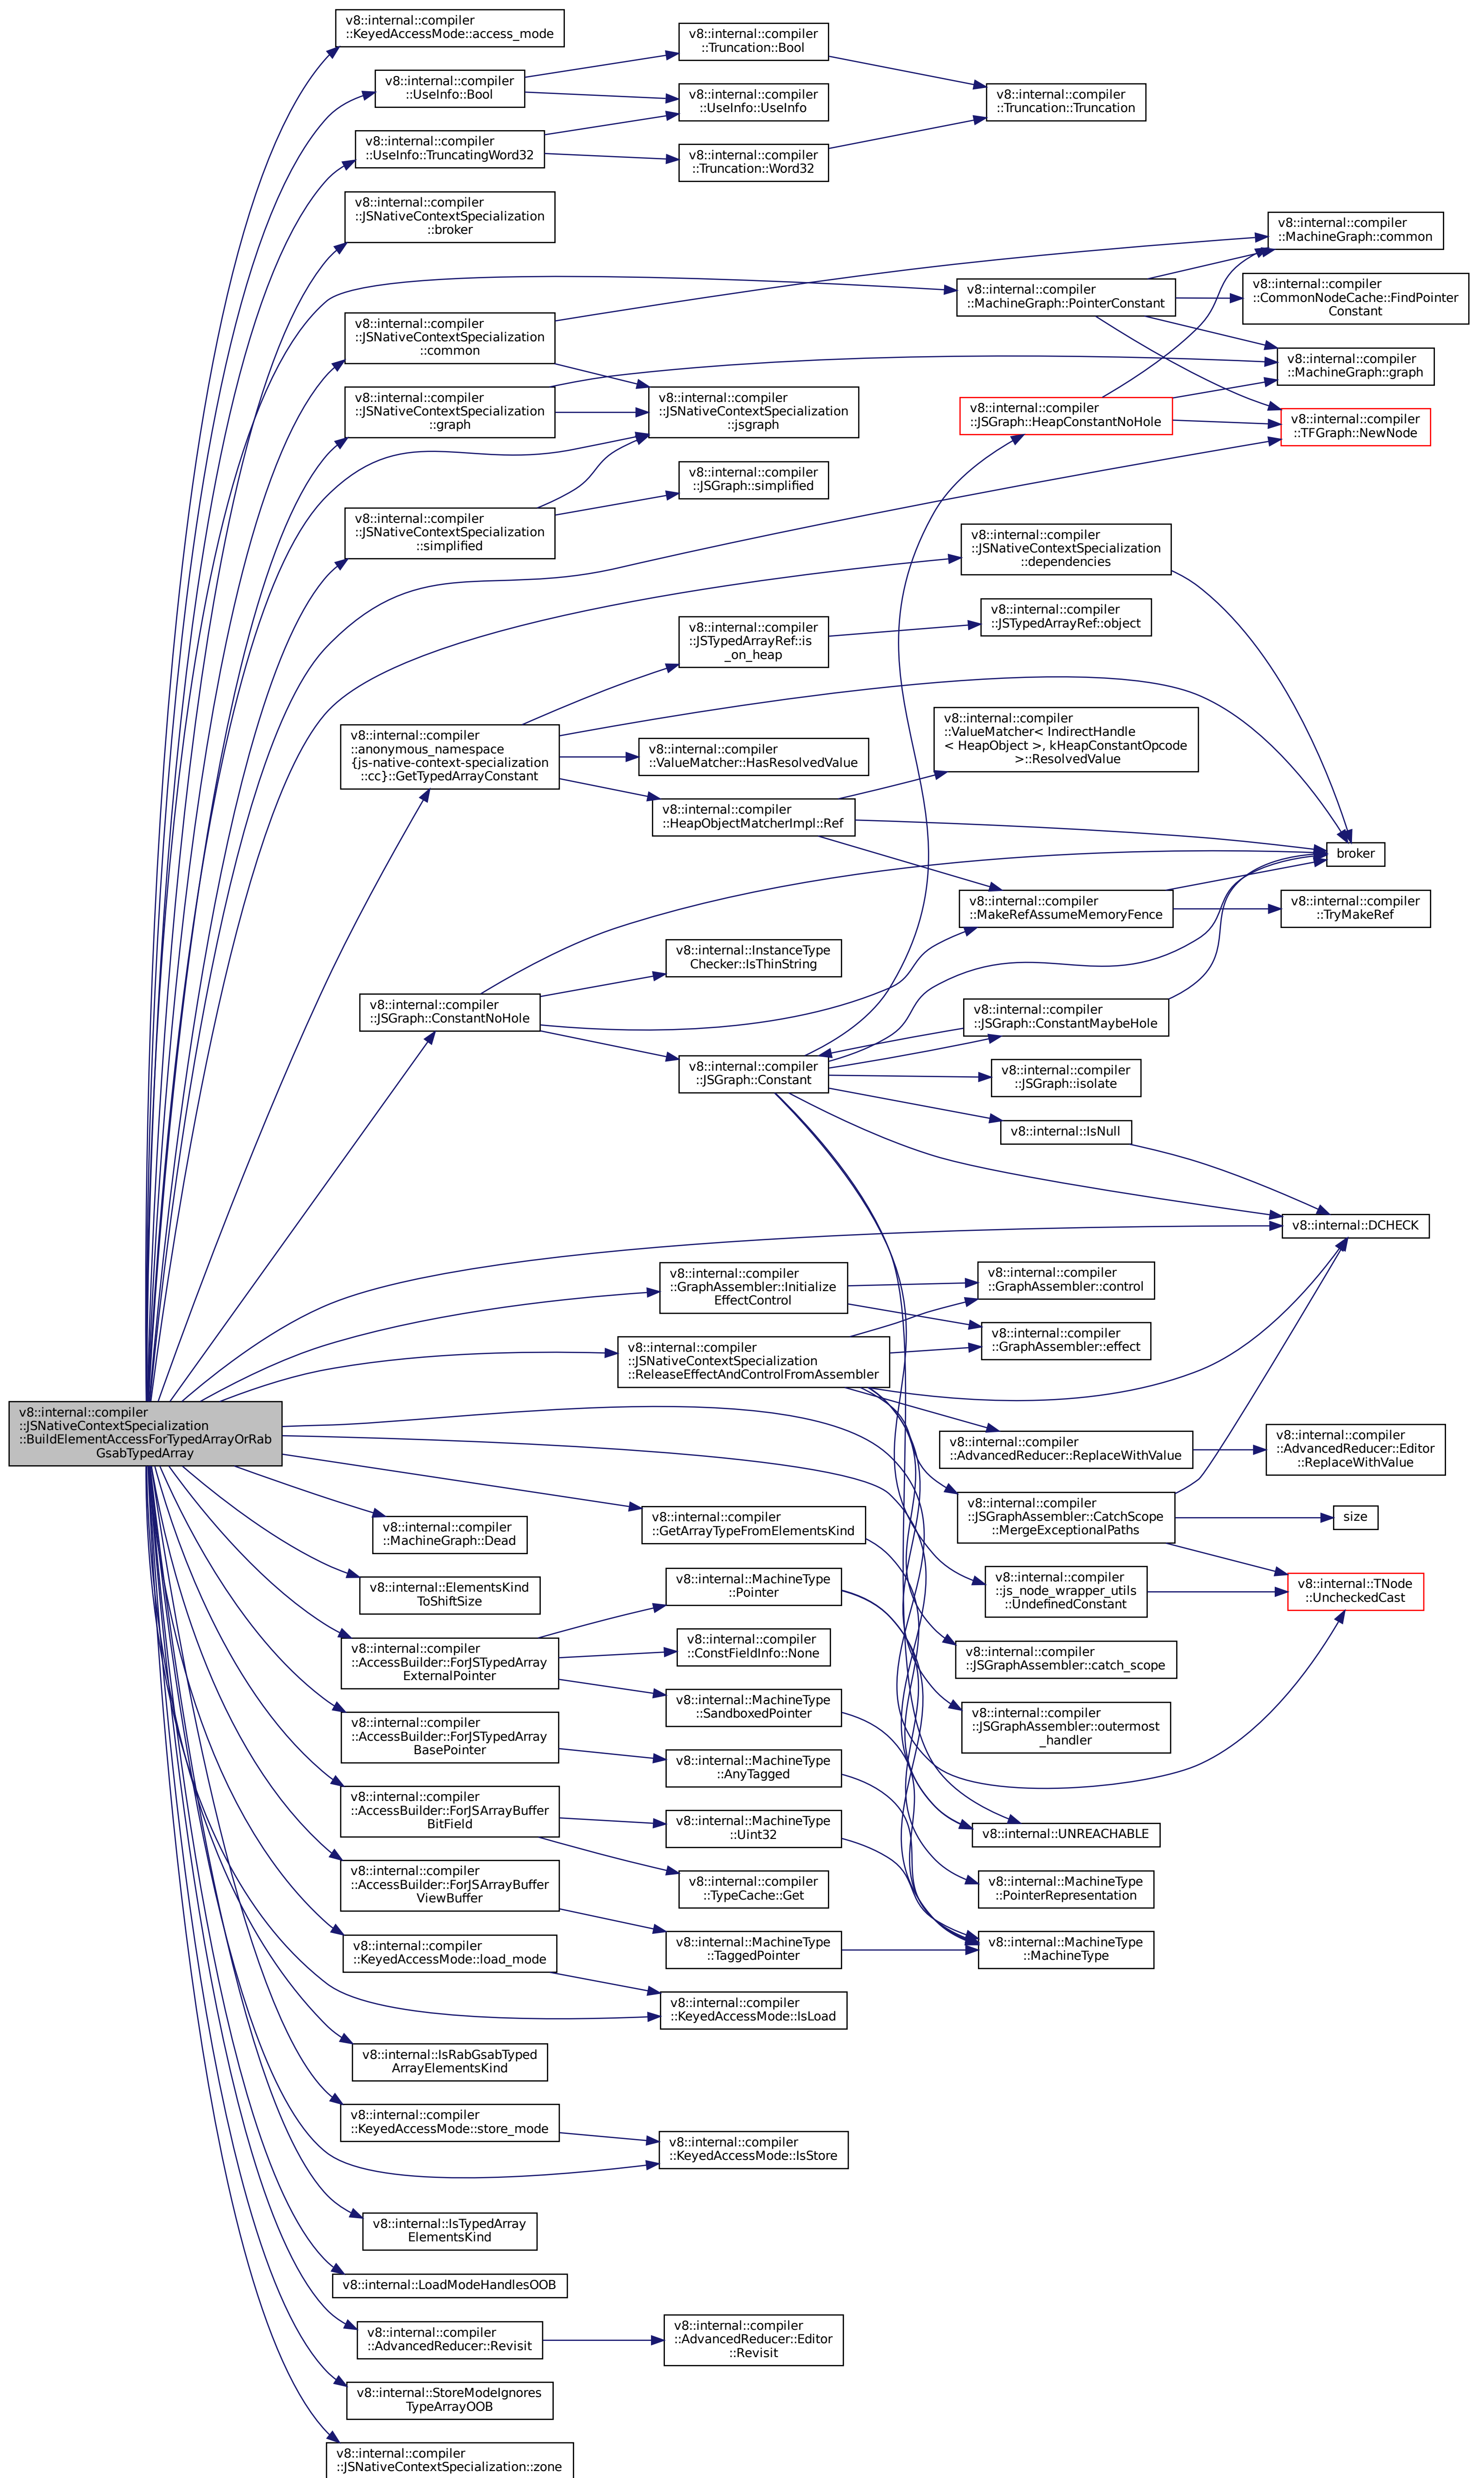 v8::internal::compiler
::KeyedAccessMode::access_mode
v8::internal::compiler
::UseInfo::Bool
v8::internal::compiler
::Truncation::Bool
v8::internal::compiler
::UseInfo::UseInfo
v8::internal::compiler
::Truncation::Truncation
v8::internal::compiler
::UseInfo::TruncatingWord32
v8::internal::compiler
::Truncation::Word32
v8::internal::compiler
::JSNativeContextSpecialization
::broker
v8::internal::compiler
::MachineGraph::common
v8::internal::compiler
::MachineGraph::PointerConstant
v8::internal::compiler
::CommonNodeCache::FindPointer
Constant
v8::internal::compiler
::JSNativeContextSpecialization
::common
v8::internal::compiler
::MachineGraph::graph
v8::internal::compiler
::JSNativeContextSpecialization
::graph
v8::internal::compiler
::JSNativeContextSpecialization
::jsgraph
v8::internal::compiler
::JSGraph::HeapConstantNoHole
v8::internal::compiler
::TFGraph::NewNode
v8::internal::compiler
::JSGraph::simplified
v8::internal::compiler
::JSNativeContextSpecialization
::simplified
v8::internal::compiler
::JSNativeContextSpecialization
::dependencies
v8::internal::compiler
::JSTypedArrayRef::is
_on_heap
v8::internal::compiler
::JSTypedArrayRef::object
v8::internal::compiler
::anonymous_namespace
{js-native-context-specialization
::cc}::GetTypedArrayConstant
v8::internal::compiler
::ValueMatcher::HasResolvedValue
v8::internal::compiler
::ValueMatcher< IndirectHandle
< HeapObject >, kHeapConstantOpcode
>::ResolvedValue
v8::internal::compiler
::HeapObjectMatcherImpl::Ref
broker
v8::internal::compiler
::MakeRefAssumeMemoryFence
v8::internal::compiler
::TryMakeRef
v8::internal::InstanceType
Checker::IsThinString
v8::internal::compiler
::JSGraph::ConstantNoHole
v8::internal::compiler
::JSGraph::ConstantMaybeHole
v8::internal::compiler
::JSGraph::Constant
v8::internal::compiler
::JSGraph::isolate
v8::internal::IsNull
v8::internal::DCHECK
v8::internal::compiler
::GraphAssembler::Initialize
EffectControl
v8::internal::compiler
::GraphAssembler::control
v8::internal::compiler
::GraphAssembler::effect
v8::internal::compiler
::JSNativeContextSpecialization
::ReleaseEffectAndControlFromAssembler
v8::internal::compiler
::JSNativeContextSpecialization
::BuildElementAccessForTypedArrayOrRab
GsabTypedArray
v8::internal::compiler
::AdvancedReducer::ReplaceWithValue
v8::internal::compiler
::AdvancedReducer::Editor
::ReplaceWithValue
v8::internal::compiler
::JSGraphAssembler::CatchScope
::MergeExceptionalPaths
size
v8::internal::compiler
::MachineGraph::Dead
v8::internal::compiler
::GetArrayTypeFromElementsKind
v8::internal::ElementsKind
ToShiftSize
v8::internal::MachineType
::Pointer
v8::internal::compiler
::js_node_wrapper_utils
::UndefinedConstant
v8::internal::TNode
::UncheckedCast
v8::internal::compiler
::AccessBuilder::ForJSTypedArray
ExternalPointer
v8::internal::compiler
::ConstFieldInfo::None
v8::internal::compiler
::JSGraphAssembler::catch_scope
v8::internal::MachineType
::SandboxedPointer
v8::internal::compiler
::JSGraphAssembler::outermost
_handler
v8::internal::compiler
::AccessBuilder::ForJSTypedArray
BasePointer
v8::internal::MachineType
::AnyTagged
v8::internal::compiler
::AccessBuilder::ForJSArrayBuffer
BitField
v8::internal::MachineType
::Uint32
v8::internal::UNREACHABLE
v8::internal::compiler
::TypeCache::Get
v8::internal::MachineType
::PointerRepresentation
v8::internal::compiler
::AccessBuilder::ForJSArrayBuffer
ViewBuffer
v8::internal::MachineType
::TaggedPointer
v8::internal::MachineType
::MachineType
v8::internal::compiler
::KeyedAccessMode::load_mode
v8::internal::compiler
::KeyedAccessMode::IsLoad
v8::internal::IsRabGsabTyped
ArrayElementsKind
v8::internal::compiler
::KeyedAccessMode::store_mode
v8::internal::compiler
::KeyedAccessMode::IsStore
v8::internal::IsTypedArray
ElementsKind
v8::internal::LoadModeHandlesOOB
v8::internal::compiler
::AdvancedReducer::Revisit
v8::internal::compiler
::AdvancedReducer::Editor
::Revisit
v8::internal::StoreModeIgnores
TypeArrayOOB
v8::internal::compiler
::JSNativeContextSpecialization::zone